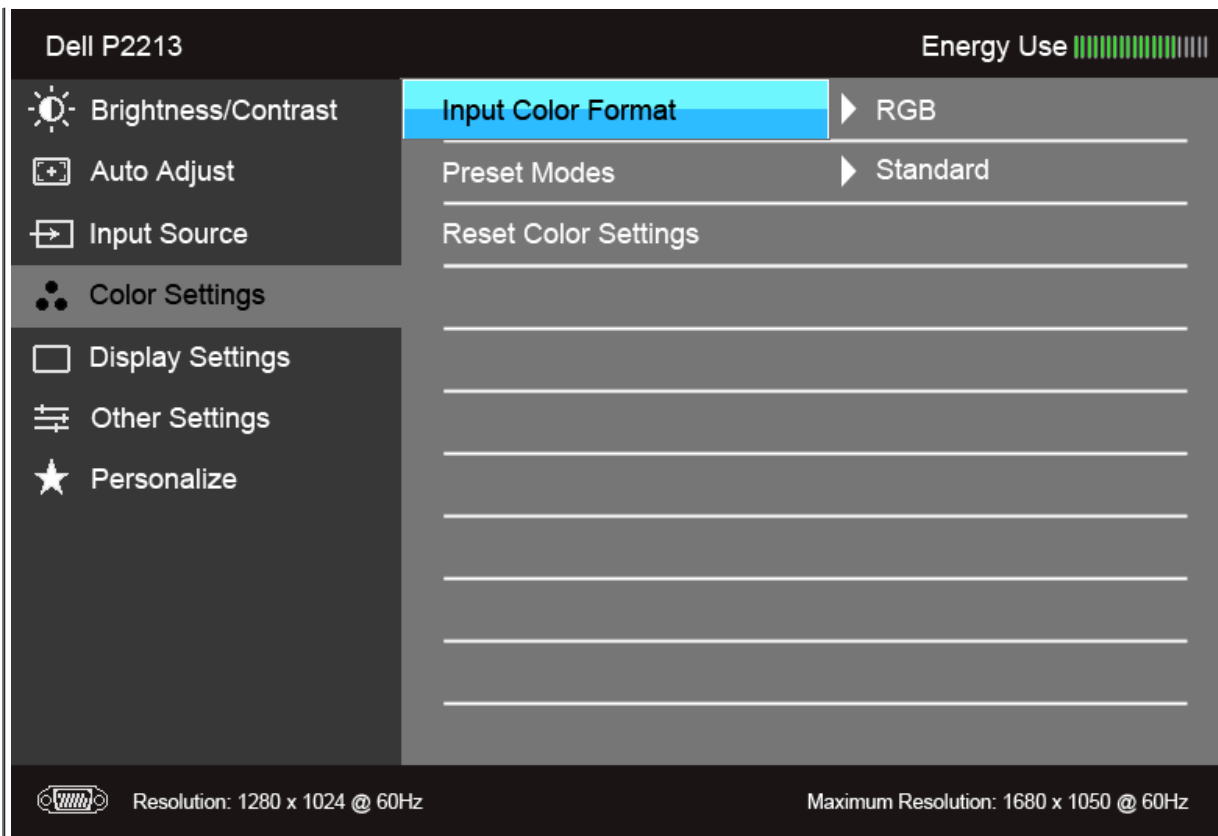 Dell P2213
Energy Use
Brightness/Contrast
Input Color Format
RGB
Auto Adjust
Preset Modes
Standard
Input Source
Reset Color Settings
Color Settings
Display Settings
Other Settings
Personalize
Resolution: 1280 x 1024 @ 60Hz
Maximum Resolution: 1680 x 1050 @ 60Hz